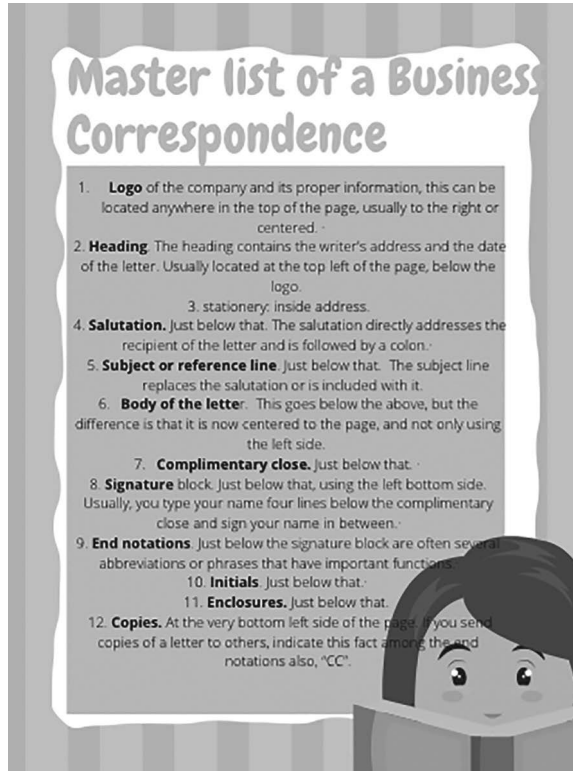 Master list of a Business
Correspondence
1. Logo of the company and its proper information, this can be
located anywhere in the top of the page, usually to the right or
centered. ·
2. Heading. The heading contains the writer's address and the date
of the letter. Usually located at the top left of the page, below the
logo.
3. stationery: inside address.
4. Salutation. Just below that. The salutation directly addresses the
recipient of the letter and is followed by a colon.·
5. Subject or reference line. Just below that. The subject line
replaces the salutation or is included with it.
6. Body of the letter. This goes below the above, but the
difference is that it is now centered to the page, and not only using
the left side.
7. Complimentary close. Just below that. ·
8. Signature block. Just below that, using the left bottom side.
Usually, you type your name four lines below the complimentary
close and sign your name in between.·
9. End notations. Just below the signature block are often several
abbreviations or phrases that have important functions.·
10. Initials. Just below that.·
11. Enclosures. Just below that.
12. Copies. At the very bottom left side of the page. If you send
copies of a letter to others, indicate this fact among the end
notations also, “CC”.